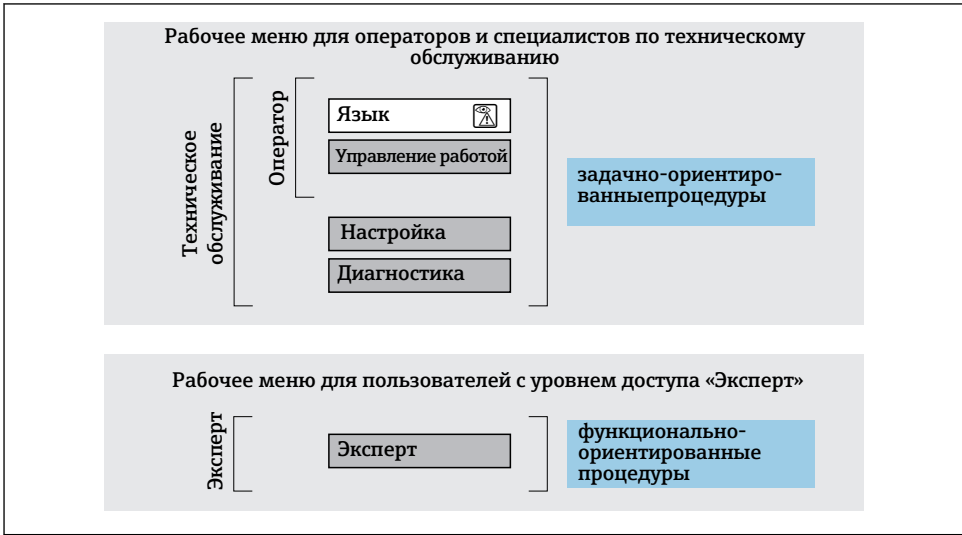 Рабочее меню для операторов и специалистов по техническому
обслуживанию
Техническое
обслуживание
Оператор
Язык
Управление работой
Настройка
Диагностика
задачно-ориентиро-
ванныепроцедуры
Рабочее меню для пользователей с уровнем доступа «Эксперт»
Эксперт
Эксперт
функционально-
ориентированные
процедуры